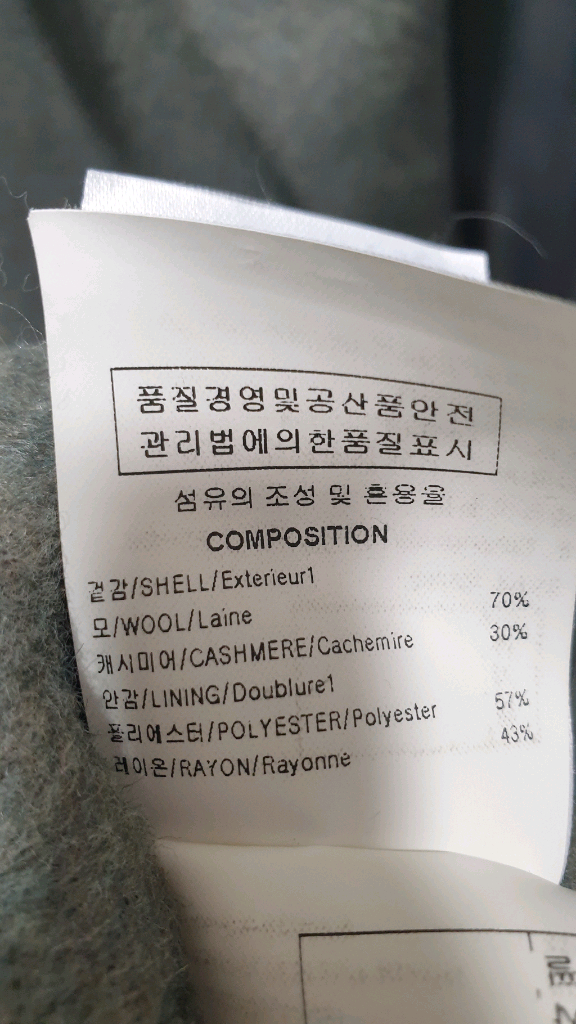 품질경영및공산품안전
관리법에의한품질표시
섬유의 조성 및 혼용율
COMPOSITION
겉감/SHELL/Exterieur1
모/WOOL/Laine 70%
캐시미어/CASHMERE/Cachemire 30%
안감/LINING/Doublure1
폴리에스터/POLYESTER/Polyester 57%
레이온/RAYON/Rayonne 43%